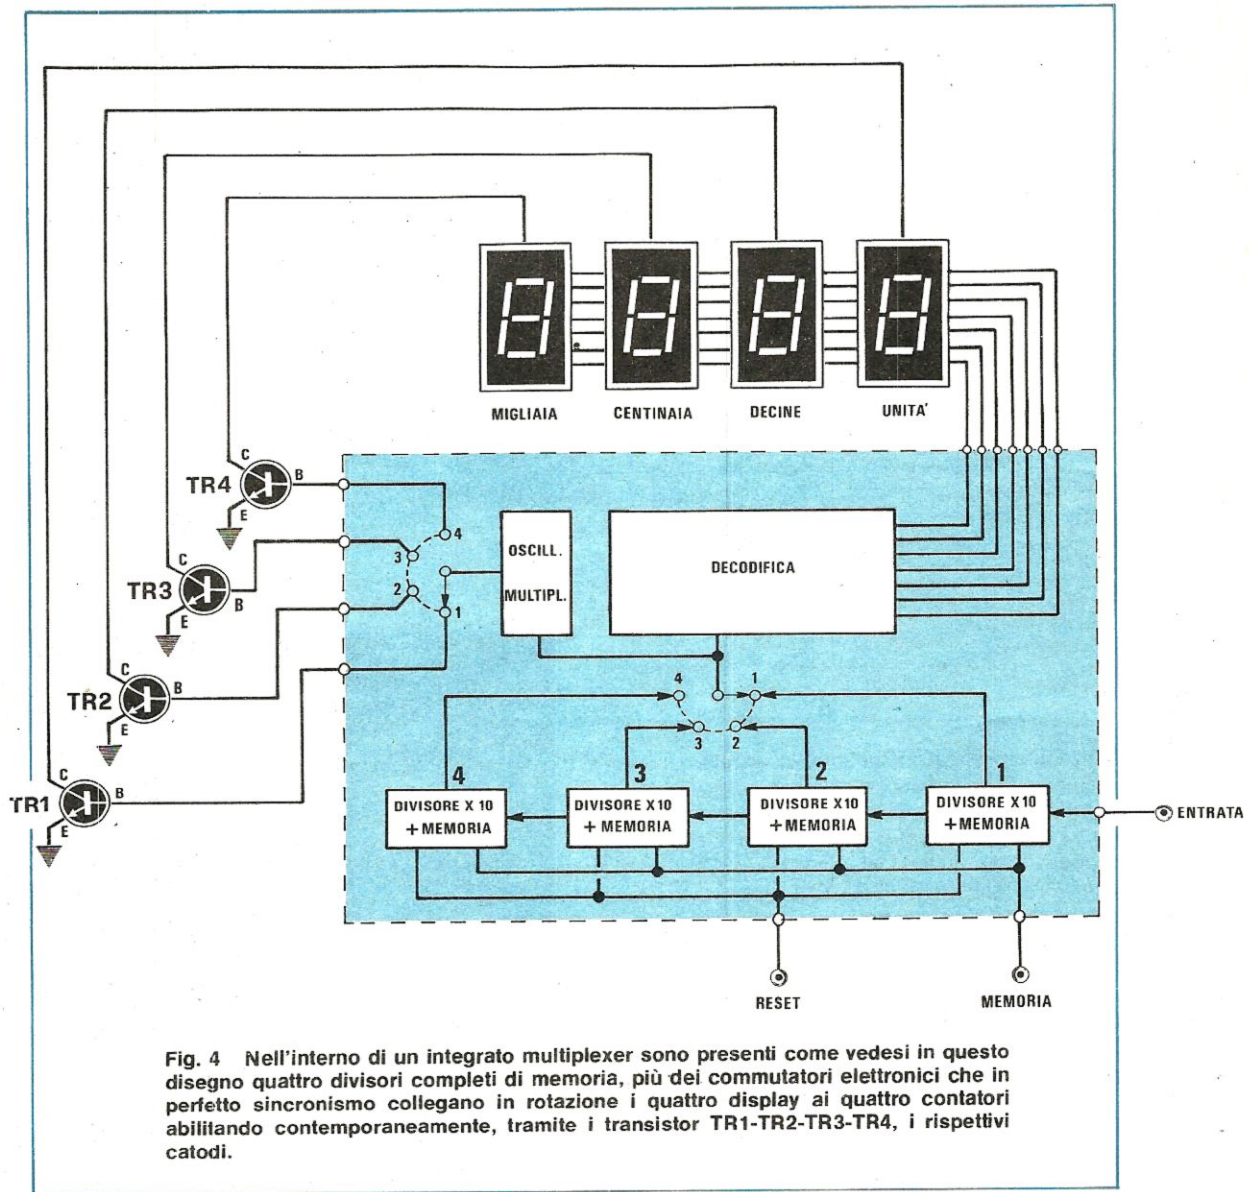 MIGLIAIA CENTINAIA DECINE UNITA'
C
B
TR4
E
4
OSCILL.
MULTIPL.
DECODIFICA
3
C
TR3
B
E
2
1
C
TR2
B
E
4 1
3 2
C
TR1
B
E
4 3 2 1
DIVISORE X 10
+ MEMORIA
DIVISORE X 10
+ MEMORIA
DIVISORE X 10
+ MEMORIA
DIVISORE X 10
+ MEMORIA
ENTRATA
RESET
MEMORIA
Fig. 4 Nell'interno di un integrato multiplexer sono presenti come vedesi in questo
disegno quattro divisori completi di memoria, più dei commutatori elettronici che in
perfetto sincronismo collegano in rotazione i quattro display ai quattro contatori
abilitando contemporaneamente, tramite i transistor TR1-TR2-TR3-TR4, i rispettivi
catodi.